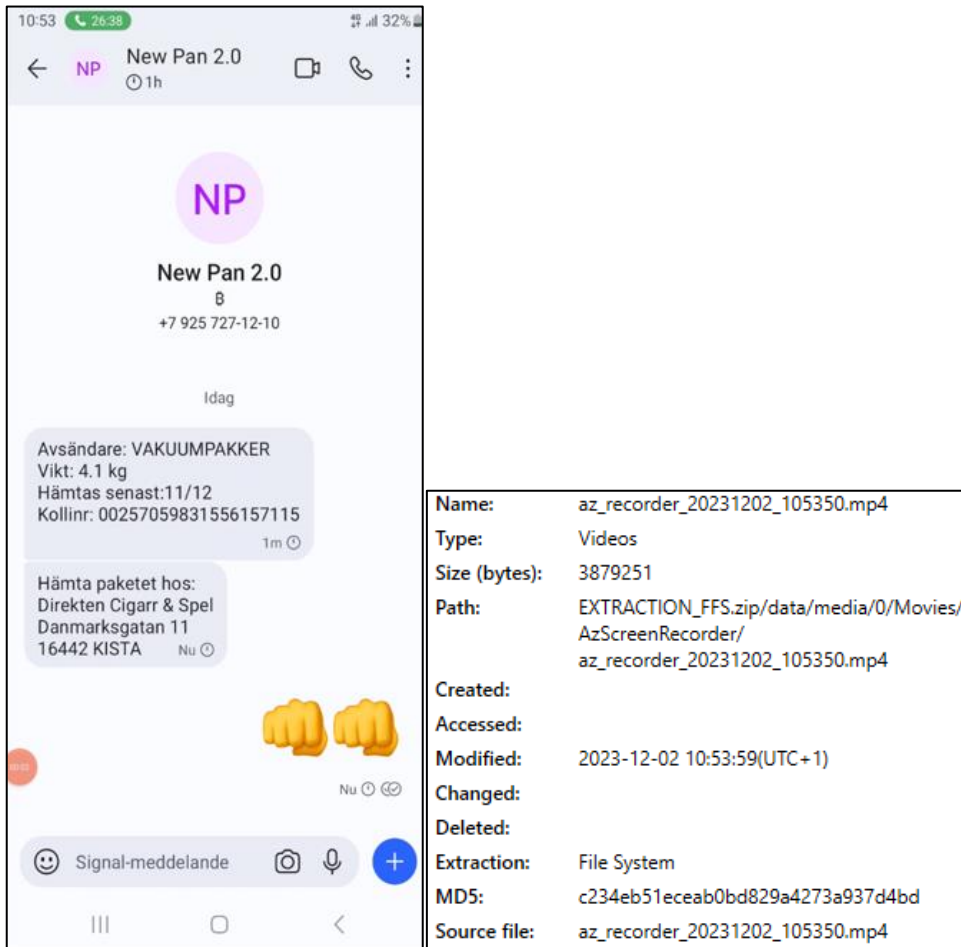 10:53 26:38 32%
NP New Pan 2.0
1h
NP
New Pan 2.0
₿
+7 925 727-12-10
Idag
Avsändare: VAKUUMPAKKER
Vikt: 4.1 kg
Hämtas senast:11/12
Kollinr: 00257059831556157115
1m
Hämta paketet hos:
Direkten Cigarr & Spel
Danmarksgatan 11
16442 KISTA Nu
Nu
Signal-meddelande
Name: az_recorder_20231202_105350.mp4
Type: Videos
Size (bytes): 3879251
Path: EXTRACTION_FFS.zip/data/media/0/Movies/
AzScreenRecorder/
az_recorder_20231202_105350.mp4
Created:
Accessed:
Modified: 2023-12-02 10:53:59(UTC+1)
Changed:
Deleted:
Extraction: File System
MD5: c234eb51eceab0bd829a4273a937d4bd
Source file: az_recorder_20231202_105350.mp4